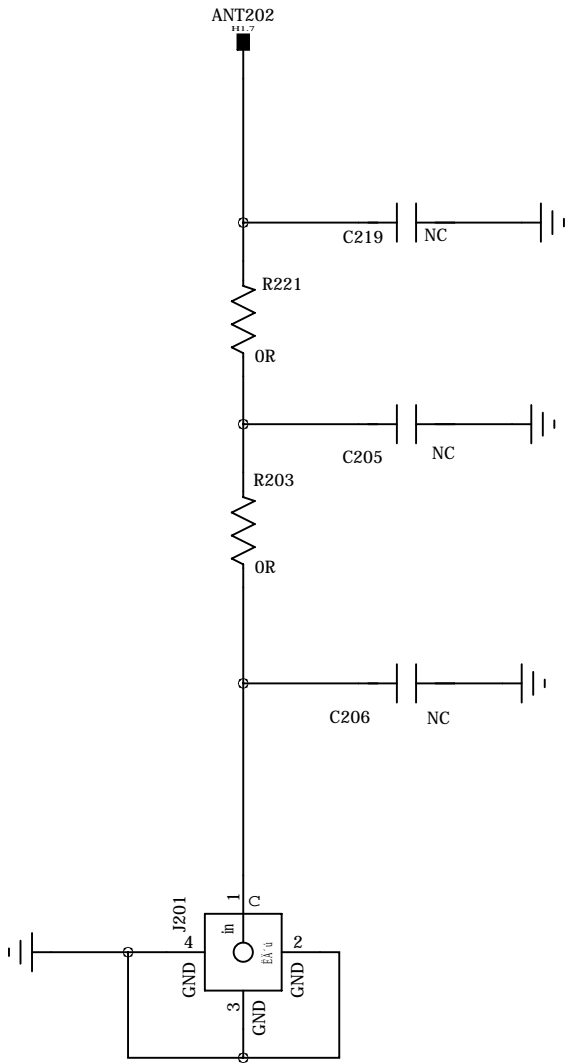 ANT202
H1.7
C219
NC
R221
0R
C205
NC
R203
0R
C206
NC
J201
1
C
in
4
2
GND
GND
3
GND